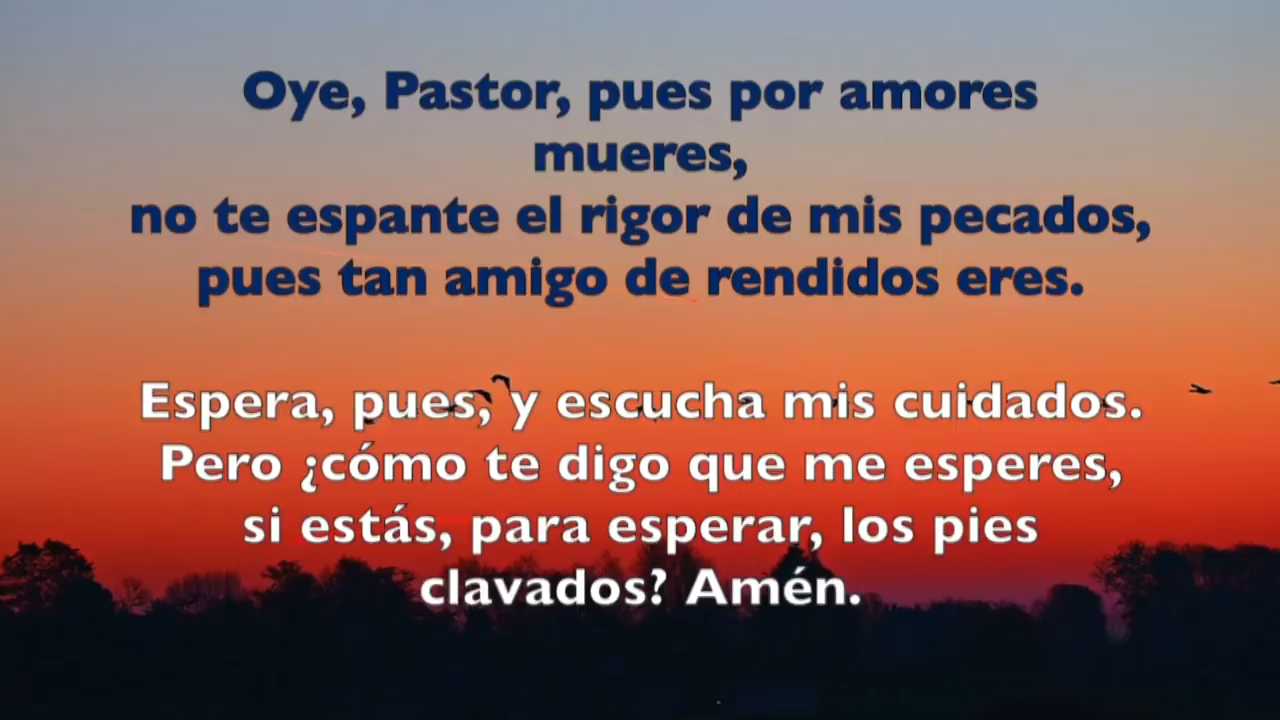 Oye, Pastor, pues por amores
mueres,
no te espante el rigor de mis pecados,
pues tan amigo de rendidos eres.
Espera, pues, y escucha mis cuidados.
Pero ¿cómo te digo que me esperes,
si estás, para esperar, los pies
clavados? Amén.